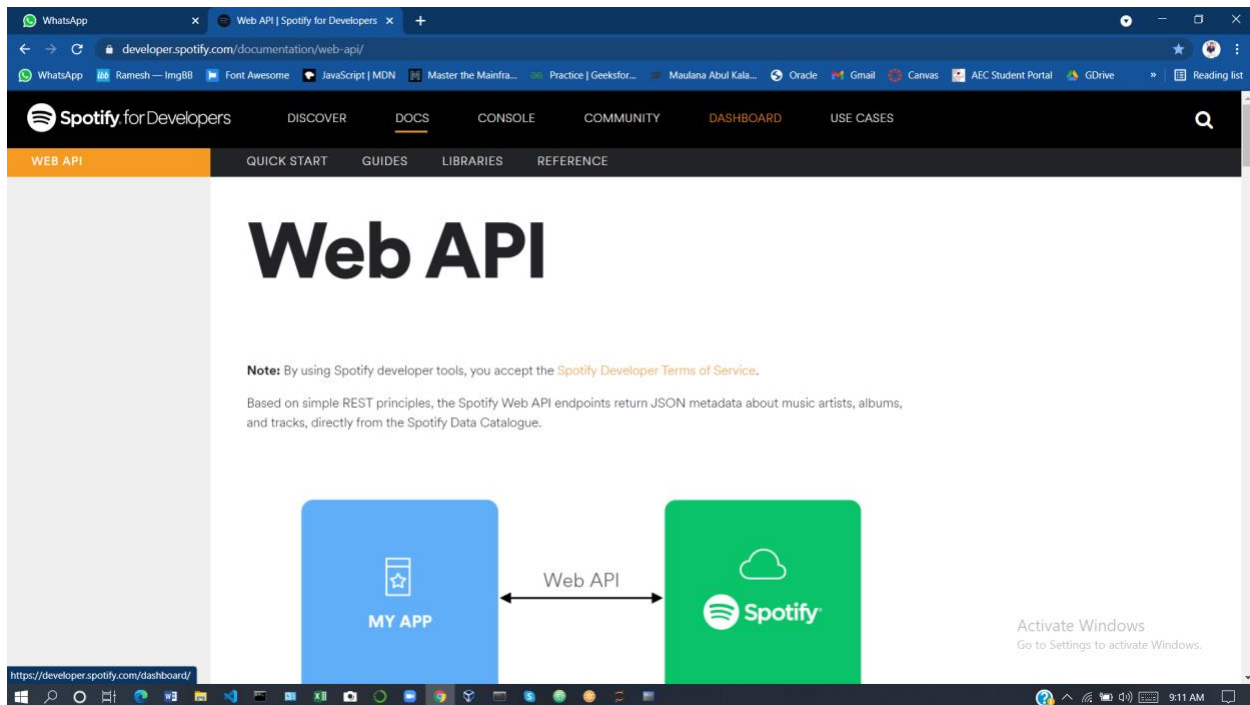 WhatsApp
Web API | Spotify for Developers
developer.spotify.com/documentation/web-api/
WhatsApp Ramesh — ImgBB Font Awesome JavaScript | MDN Master the Mainfra... Practice | Geeksfor... Maulana Abul Kala... Oracle Gmail Canvas AEC Student Portal GDrive » Reading list
Spotify for Developers DISCOVER DOCS CONSOLE COMMUNITY DASHBOARD USE CASES
WEB API QUICK START GUIDES LIBRARIES REFERENCE
Web API
Note: By using Spotify developer tools, you accept the Spotify Developer Terms of Service.
Based on simple REST principles, the Spotify Web API endpoints return JSON metadata about music artists, albums,
and tracks, directly from the Spotify Data Catalogue.
Web API
MY APP
Spotify
Activate Windows
Go to Settings to activate Windows.
https://developer.spotify.com/dashboard/
9:11 AM